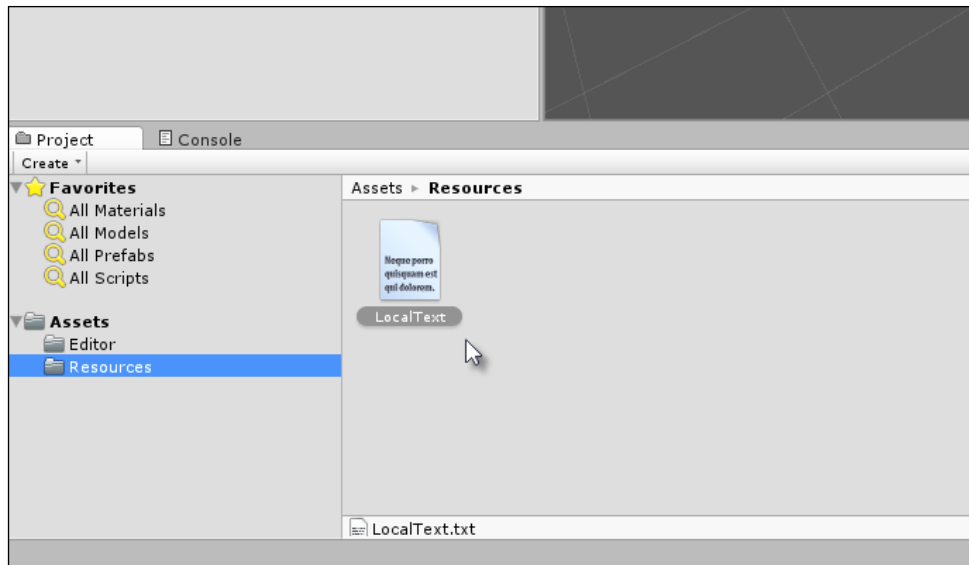 Project
Console
Create
Favorites
All Materials
All Models
All Prefabs
All Scripts
Assets
Editor
Resources
Assets ▸ Resources
Neque porro
quisquam est
qui dolorem.
LocalText
LocalText.txt